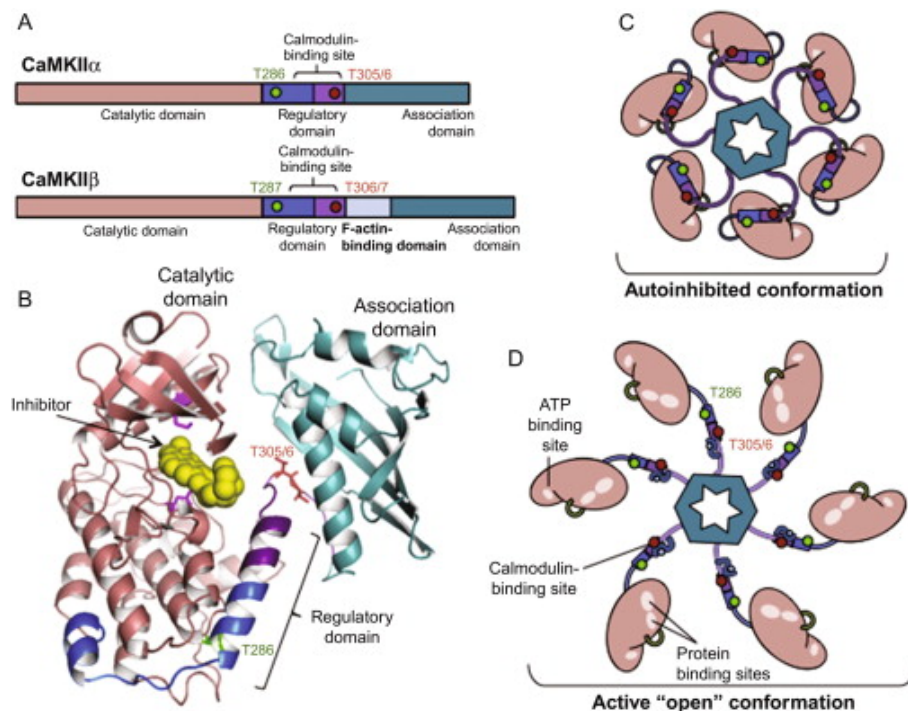 A
Calmodulin-
binding site
CaMKIIα
T286
T305/6
Catalytic domain
Regulatory
domain
Association
domain
Calmodulin-
binding site
CaMKIIβ
T287
T306/7
Catalytic domain
Regulatory
domain
F-actin-
binding domain
Association
domain
B
Catalytic
domain
Association
domain
Inhibitor
T305/6
Regulatory
domain
T286
C
Autoinhibited conformation
D
T286
ATP
binding
site
T305/6
Calmodulin-
binding site
Protein
binding sites
Active "open" conformation